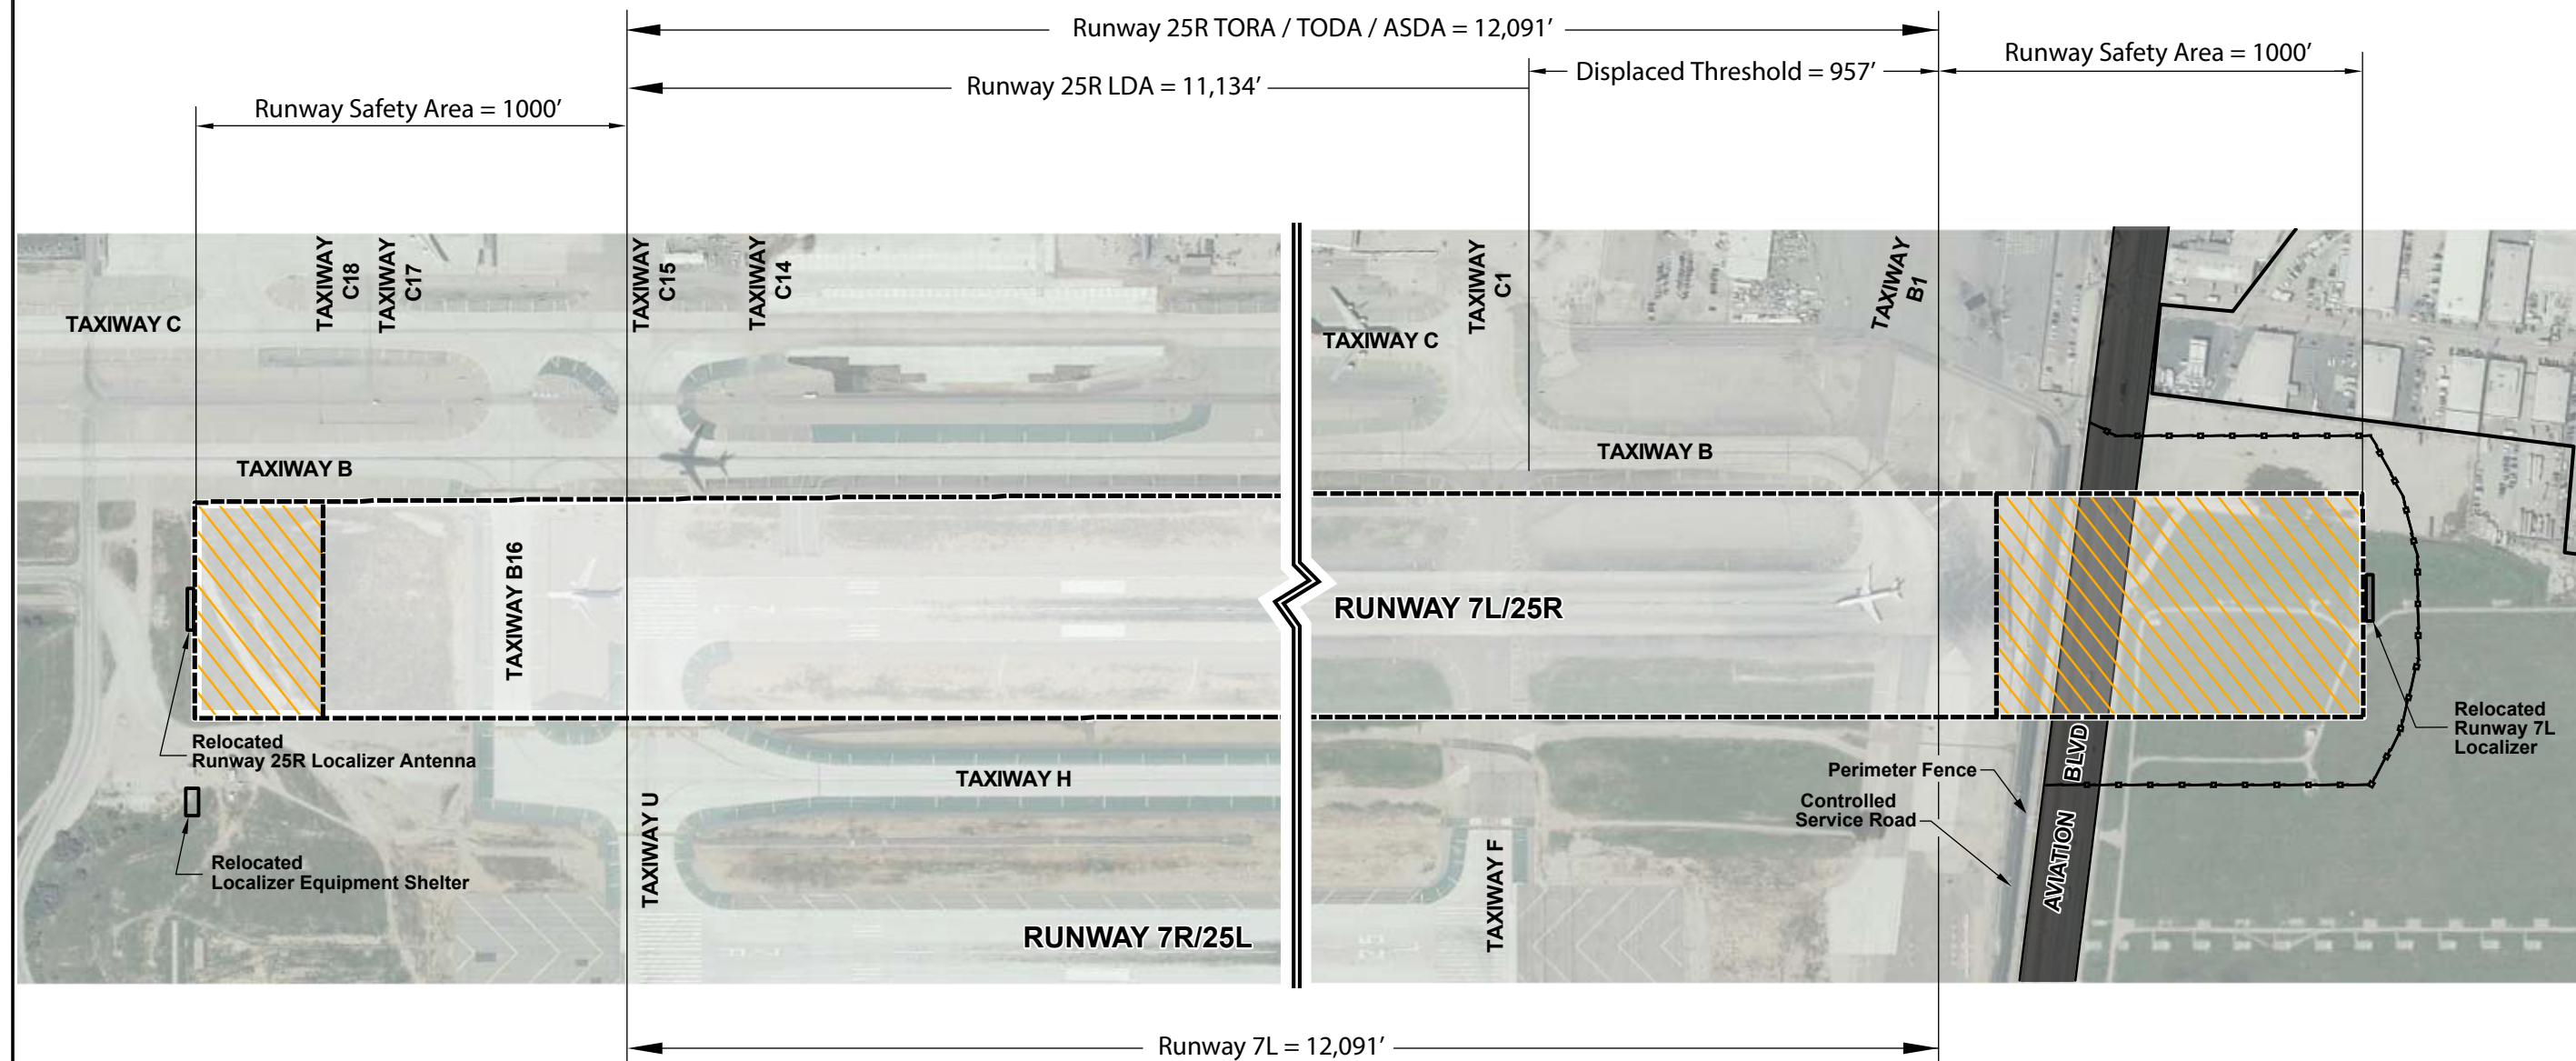 Runway 25R TORA / TODA / ASDA = 12,091’
Runway Safety Area = 1000’
Displaced Threshold = 957’
Runway 25R LDA = 11,134’
Runway Safety Area = 1000’
TAXIWAY
C18
TAXIWAY
C17
TAXIWAY
C15
TAXIWAY
C14
TAXIWAY
C1
TAXIWAY
B1
TAXIWAY C
TAXIWAY C
TAXIWAY B
TAXIWAY B
TAXIWAY B16
RUNWAY 7L/25R
Relocated
Runway 25R Localizer Antenna
Relocated
Runway 7L
Localizer
TAXIWAY H
Perimeter Fence
Controlled
Service Road
AVIATION BLVD
TAXIWAY U
TAXIWAY F
Relocated
Localizer Equipment Shelter
RUNWAY 7R/25L
Runway 7L = 12,091’